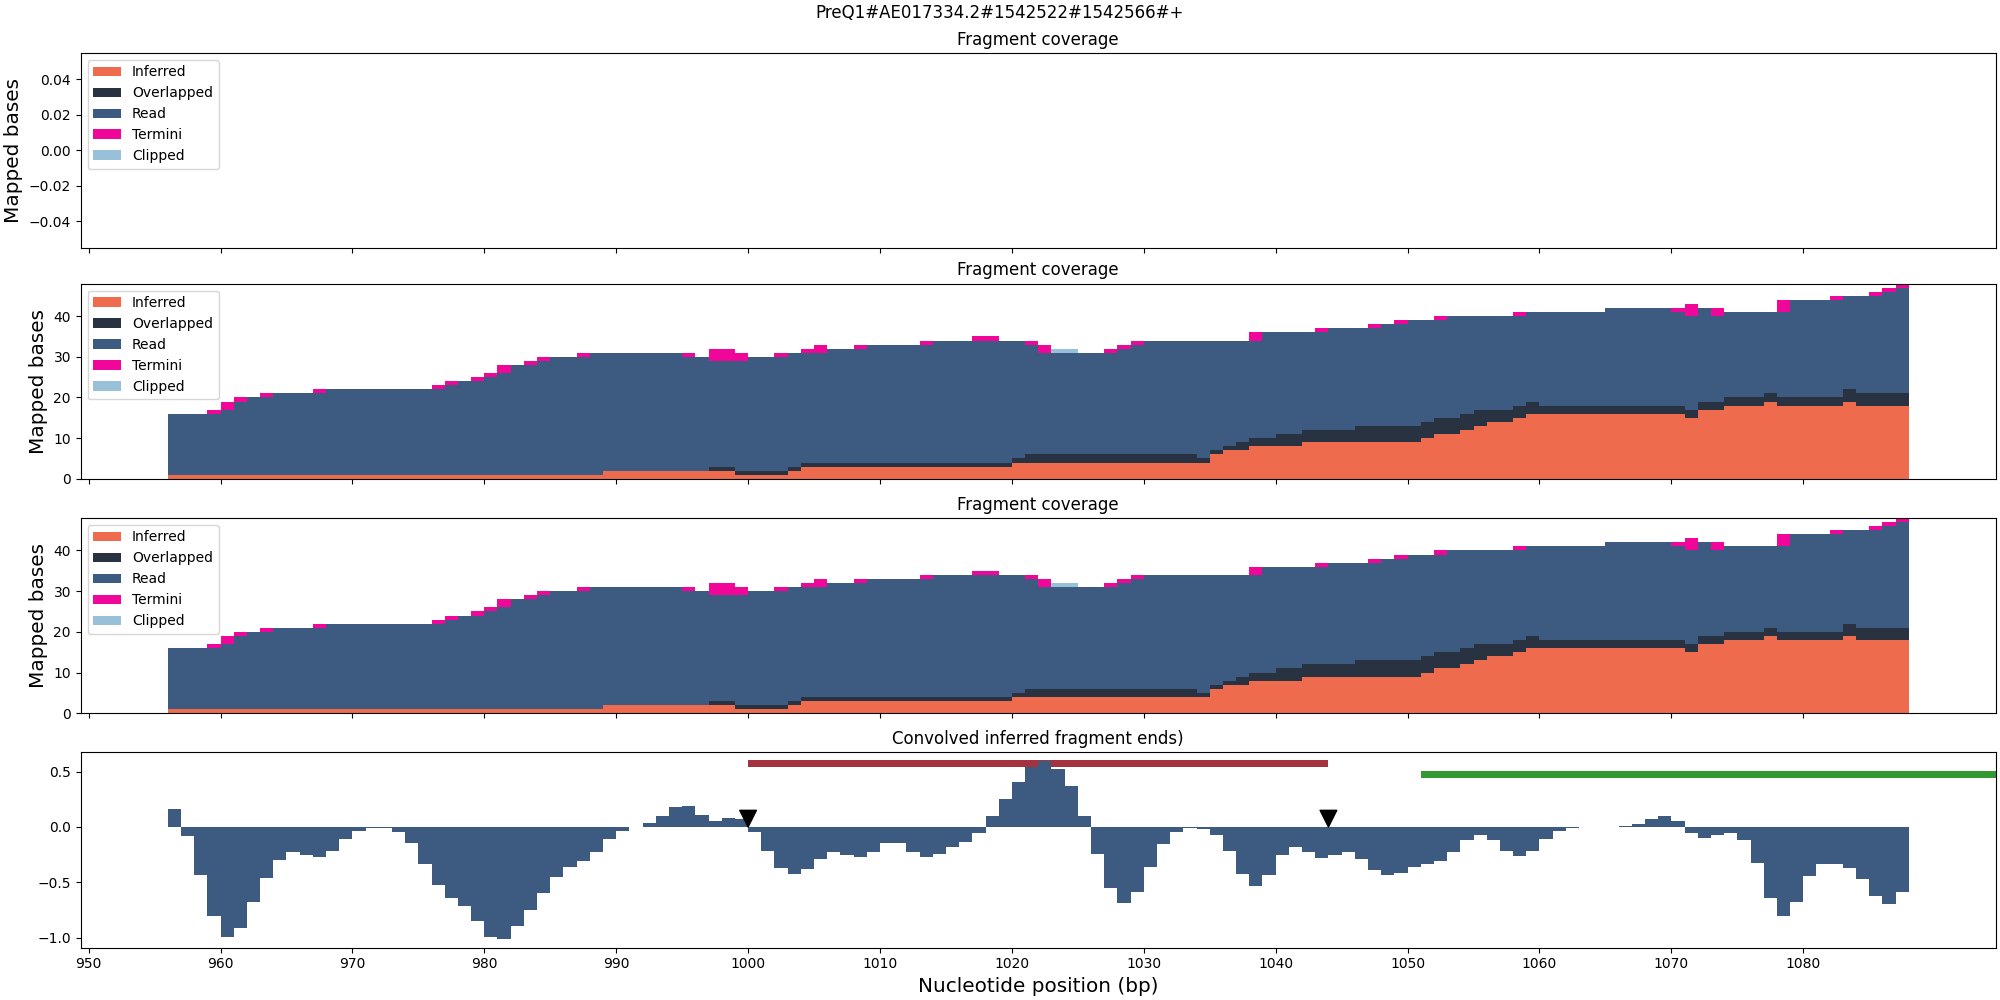 PreQ1#AE017334.2#1542522#1542566#+
Fragment coverage
Mapped bases
0.04
0.02
0.00
−0.02
−0.04
Inferred
Overlapped
Read
Termini
Clipped
Fragment coverage
Mapped bases
40
30
20
10
0
Inferred
Overlapped
Read
Termini
Clipped
Fragment coverage
Mapped bases
40
30
20
10
0
Inferred
Overlapped
Read
Termini
Clipped
Convolved inferred fragment ends)
0.5
0.0
−0.5
−1.0
950 960 970 980 990 1000 1010 1020 1030 1040 1050 1060 1070 1080
Nucleotide position (bp)